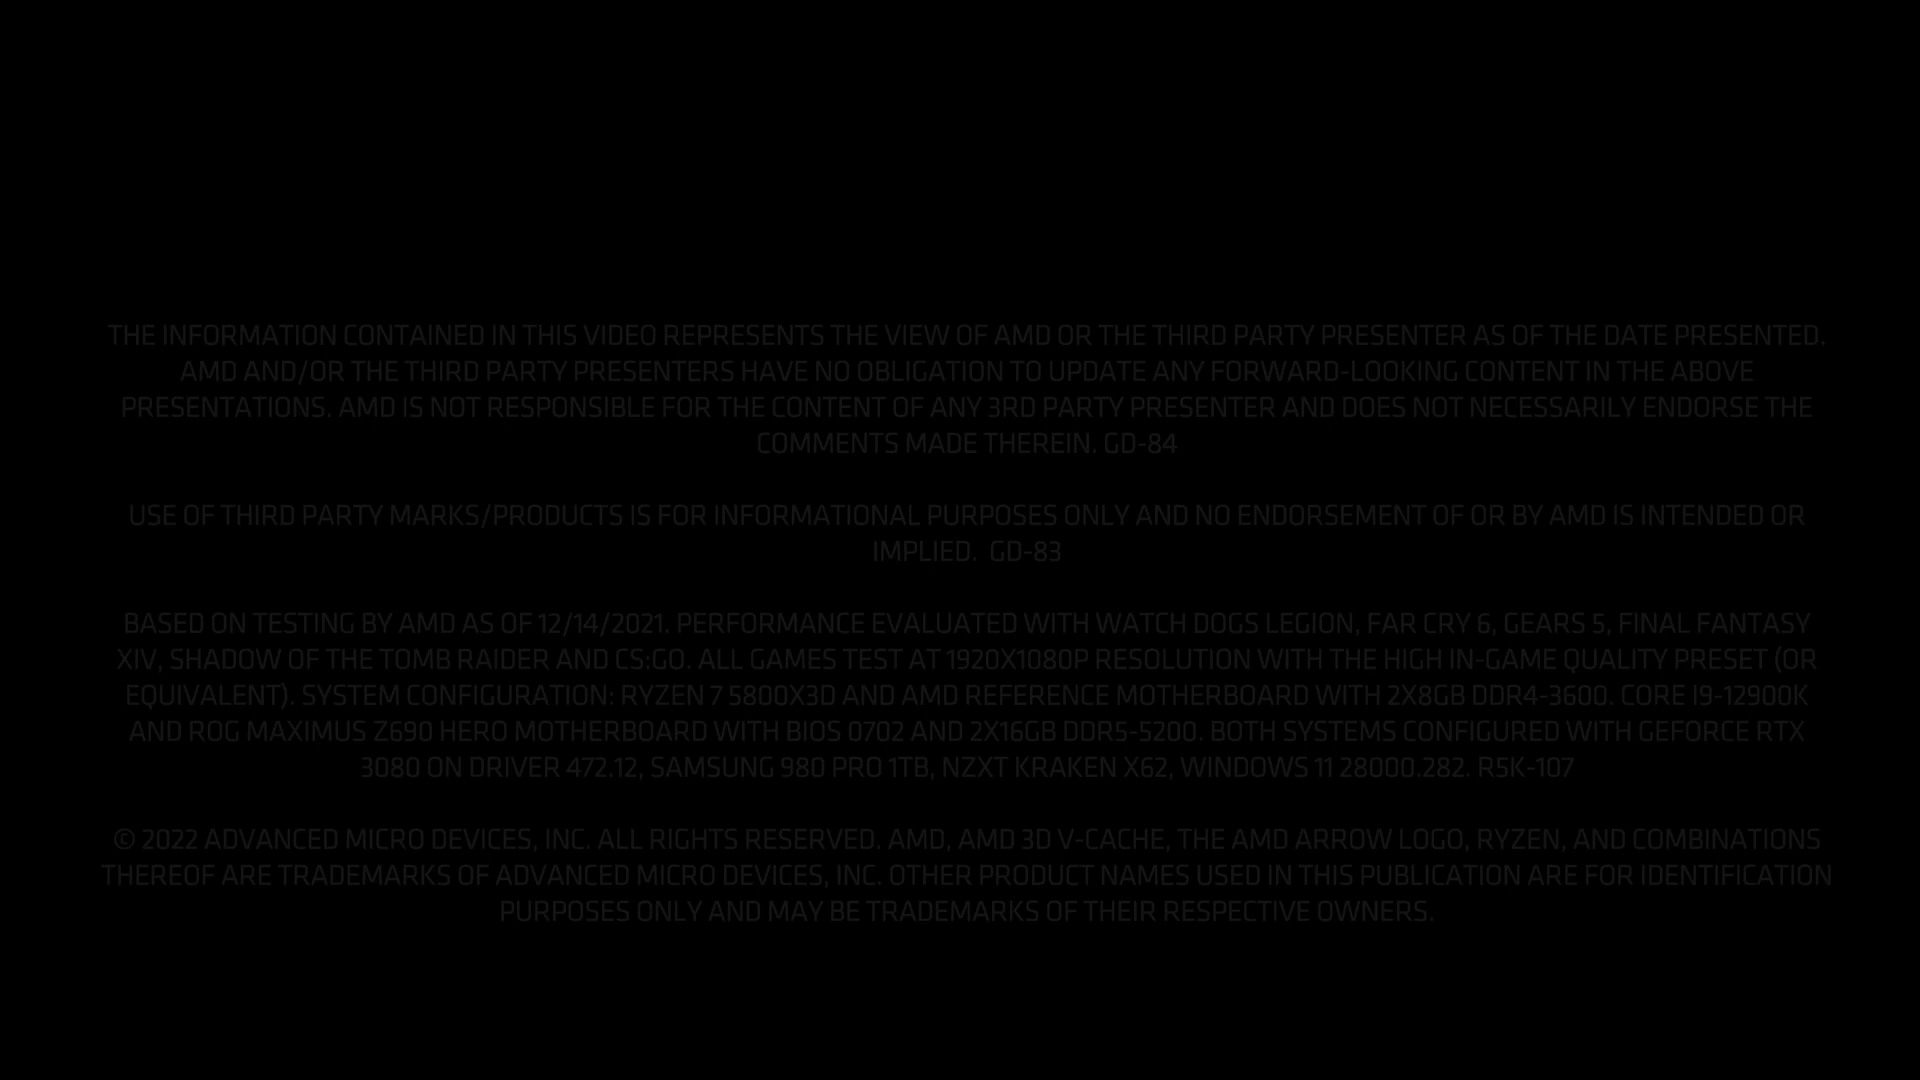 THE INFORMATION CONTAINED IN THIS VIDEO REPRESENTS THE VIEW OF AMD OR THE THIRD PARTY PRESENTER AS OF THE DATE PRESENTED.
AMD AND/OR THE THIRD PARTY PRESENTERS HAVE NO OBLIGATION TO UPDATE ANY FORWARD-LOOKING CONTENT IN THE ABOVE
PRESENTATIONS. AMD IS NOT RESPONSIBLE FOR THE CONTENT OF ANY 3RD PARTY PRESENTER AND DOES NOT NECESSARILY ENDORSE THE
COMMENTS MADE THEREIN. GD-84
USE OF THIRD PARTY MARKS/PRODUCTS IS FOR INFORMATIONAL PURPOSES ONLY AND NO ENDORSEMENT OF OR BY AMD IS INTENDED OR
IMPLIED. GD-83
BASED ON TESTING BY AMD AS OF 12/14/2021. PERFORMANCE EVALUATED WITH WATCH DOGS LEGION, FAR CRY 6, GEARS 5, FINAL FANTASY
XIV, SHADOW OF THE TOMB RAIDER AND CS:GO. ALL GAMES TEST AT 1920X1080P RESOLUTION WITH THE HIGH IN-GAME QUALITY PRESET (OR
EQUIVALENT). SYSTEM CONFIGURATION: RYZEN 7 5800X3D AND AMD REFERENCE MOTHERBOARD WITH 2X8GB DDR4-3600. CORE I9-12900K
AND ROG MAXIMUS Z690 HERO MOTHERBOARD WITH BIOS 0702 AND 2X16GB DDR5-5200. BOTH SYSTEMS CONFIGURED WITH GEFORCE RTX
3080 ON DRIVER 472.12, SAMSUNG 980 PRO 1TB, NZXT KRAKEN X62, WINDOWS 11 28000.282. R5K-107
© 2022 ADVANCED MICRO DEVICES, INC. ALL RIGHTS RESERVED. AMD, AMD 3D V-CACHE, THE AMD ARROW LOGO, RYZEN, AND COMBINATIONS
THEREOF ARE TRADEMARKS OF ADVANCED MICRO DEVICES, INC. OTHER PRODUCT NAMES USED IN THIS PUBLICATION ARE FOR IDENTIFICATION
PURPOSES ONLY AND MAY BE TRADEMARKS OF THEIR RESPECTIVE OWNERS.